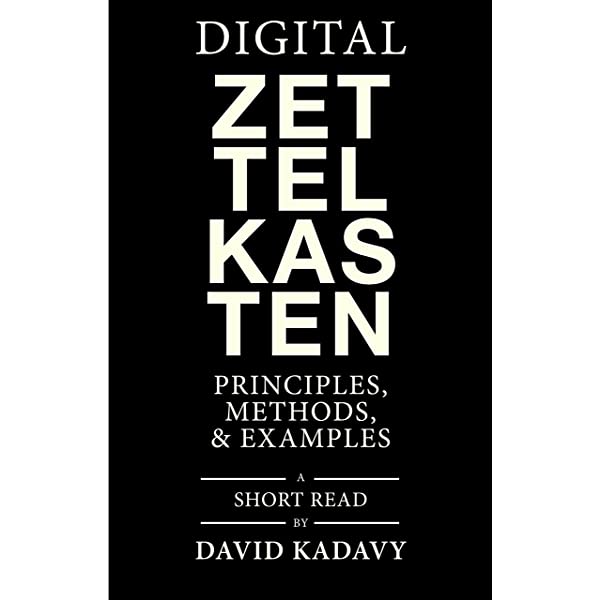 DIGITAL
ZET
TEL
KAS
TEN
PRINCIPLES,
METHODS,
& EXAMPLES
A
SHORT READ
BY
DAVID KADAVY